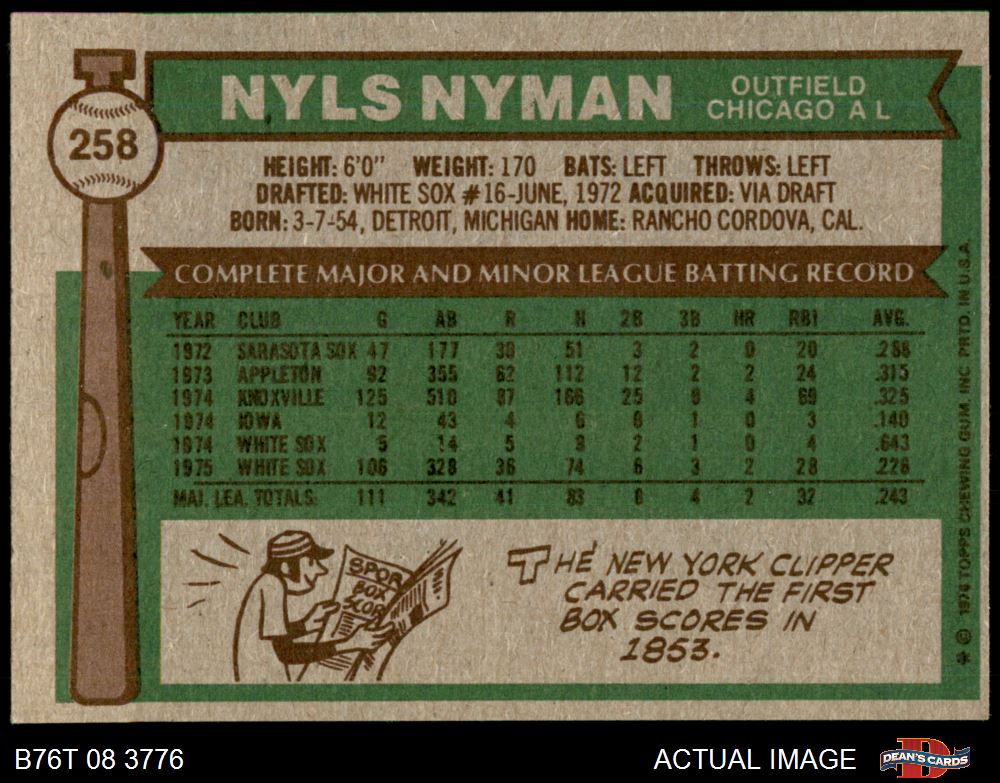 NYLS NYMAN
OUTFIELD
CHICAGO A L
258
HEIGHT: 6'0" WEIGHT: 170 BATS: LEFT THROWS: LEFT
DRAFTED: WHITE SOX #16-JUNE, 1972 ACQUIRED: VIA DRAFT
BORN: 3-7-54, DETROIT, MICHIGAN HOME: RANCHO CORDOVA, CAL.
COMPLETE MAJOR AND MINOR LEAGUE BATTING RECORD
YEAR CLUB G AB R H 2B 3B HR RBI AVG.
1972 SARASOTA SOX 47 177 30 51 3 2 0 20 .288
1973 APPLETON 92 355 62 112 12 2 2 24 .315
1974 KNOXVILLE 125 510 87 166 25 8 4 69 .325
1974 IOWA 12 43 4 6 0 1 0 3 .140
1974 WHITE SOX 5 14 5 9 2 1 0 4 .643
1975 WHITE SOX 106 328 36 74 6 3 2 28 .226
MAJ. LEA. TOTALS: 111 342 41 83 8 4 2 32 .243
SPOR
BOX
SCOR
THE NEW YORK CLIPPER
CARRIED THE FIRST
BOX SCORES IN
1853.
* © 1976 TOPPS CHEWING GUM, INC PRTD. IN U.S.A.
B76T 08 3776
ACTUAL IMAGE
D
DEAN'S CARDS